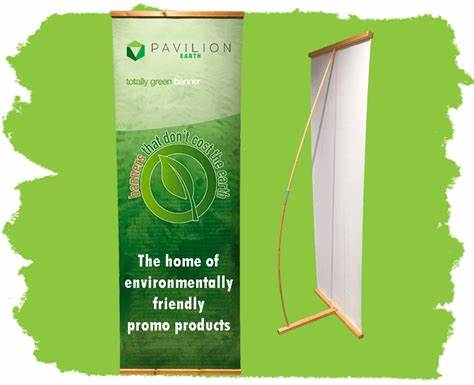 PAVILION
EARTH
totally green banner
banners that don't cost the earth
The home of
environmentally
friendly
promo products